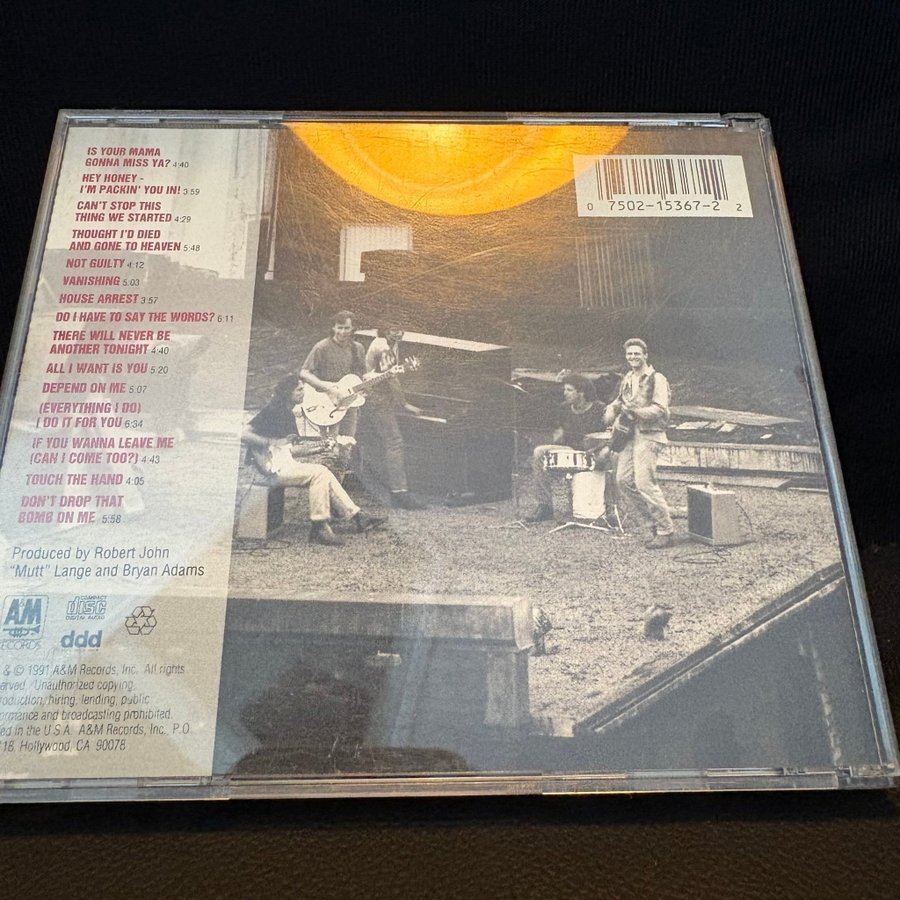 IS YOUR MAMA
GONNA MISS YA? 4:40
HEY HONEY -
I'M PACKIN' YOU IN! 3:59
CAN'T STOP THIS
THING WE STARTED 4:29
THOUGHT I'D DIED
AND GONE TO HEAVEN 5:48
NOT GUILTY 4:12
VANISHING 5:03
HOUSE ARREST 3:57
DO I HAVE TO SAY THE WORDS? 6:11
THERE WILL NEVER BE
ANOTHER TONIGHT 4:40
ALL I WANT IS YOU 5:20
DEPEND ON ME 5:07
(EVERYTHING I DO)
I DO IT FOR YOU 6:34
IF YOU WANNA LEAVE ME
(CAN I COME TOO?) 4:43
TOUCH THE HAND 4:05
DON'T DROP THAT
BOMB ON ME 5:58
Produced by Robert John
"Mutt" Lange and Bryan Adams
A&M
RECORDS
COMPACT
disc
DIGITAL AUDIO
ddd
& © 1991 A&M Records, Inc. All rights
Unauthorized copying,
hiring, lending, public
and broadcasting prohibited.
in the U.S.A. A&M Records, Inc. P.O.
Hollywood, CA 90078
0 7502-15367-2 2